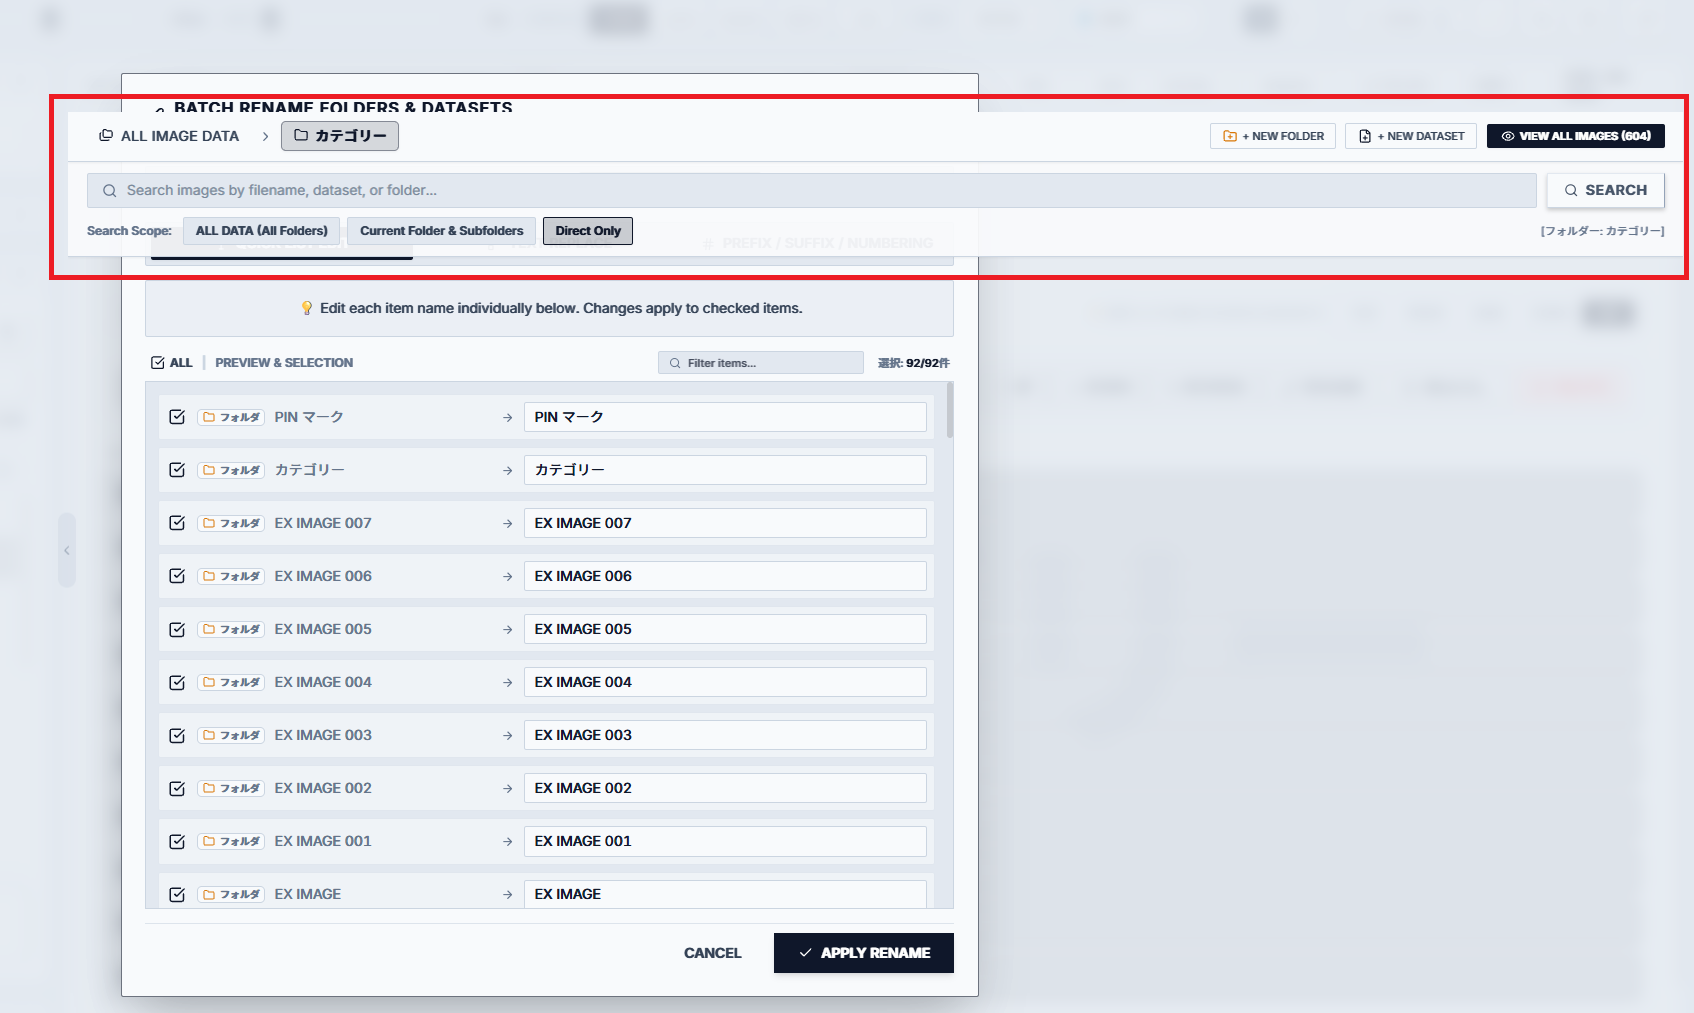 BATCH RENAME FOLDERS & DATASETS
ALL IMAGE DATA > カテゴリー
+ NEW FOLDER
+ NEW DATASET
VIEW ALL IMAGES (604)
Search images by filename, dataset, or folder...
SEARCH
Search Scope:
ALL DATA (All Folders)
Current Folder & Subfolders
Direct Only
[フォルダー: カテゴリー]
# PREFIX / SUFFIX / NUMBERING
💡 Edit each item name individually below. Changes apply to checked items.
ALL | PREVIEW & SELECTION
Filter items...
選択: 92/92件
フォルダ PIN マーク → PIN マーク
フォルダ カテゴリー → カテゴリー
フォルダ EX IMAGE 007 → EX IMAGE 007
フォルダ EX IMAGE 006 → EX IMAGE 006
フォルダ EX IMAGE 005 → EX IMAGE 005
フォルダ EX IMAGE 004 → EX IMAGE 004
フォルダ EX IMAGE 003 → EX IMAGE 003
フォルダ EX IMAGE 002 → EX IMAGE 002
フォルダ EX IMAGE 001 → EX IMAGE 001
フォルダ EX IMAGE → EX IMAGE
CANCEL
APPLY RENAME